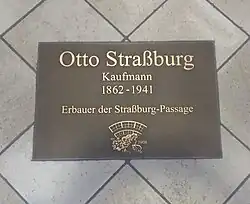 Otto Straßburg
Kaufmann
1862 - 1941
Erbauer der Straßburg-Passage